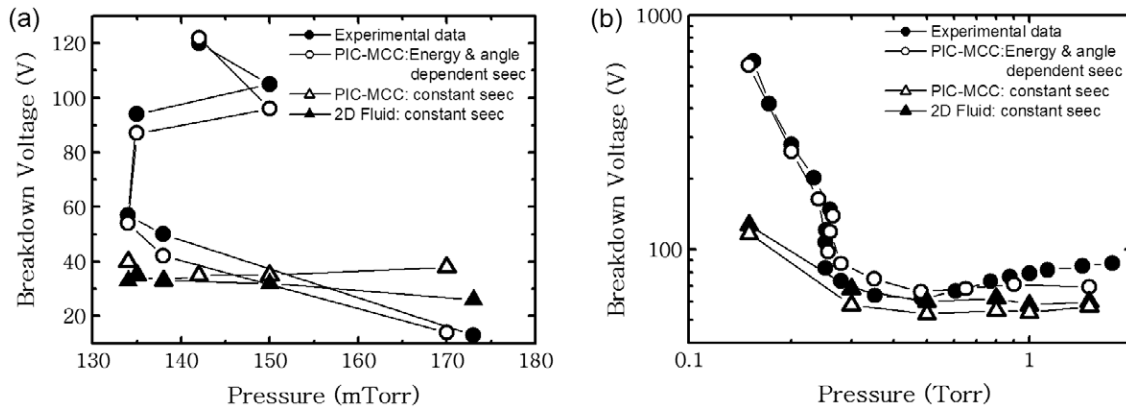 (a)
Breakdown Voltage (V)
120
100
80
60
40
20
Experimental data
PIC-MCC:Energy & angle
dependent seec
PIC-MCC: constant seec
2D Fluid: constant seec
130 140 150 160 170 180
Pressure (mTorr)
(b)
Breakdown Voltage (V)
1000
100
Experimental data
PIC-MCC:Energy & angle
dependent seec
PIC-MCC: constant seec
2D Fluid: constant seec
0.1 1
Pressure (Torr)